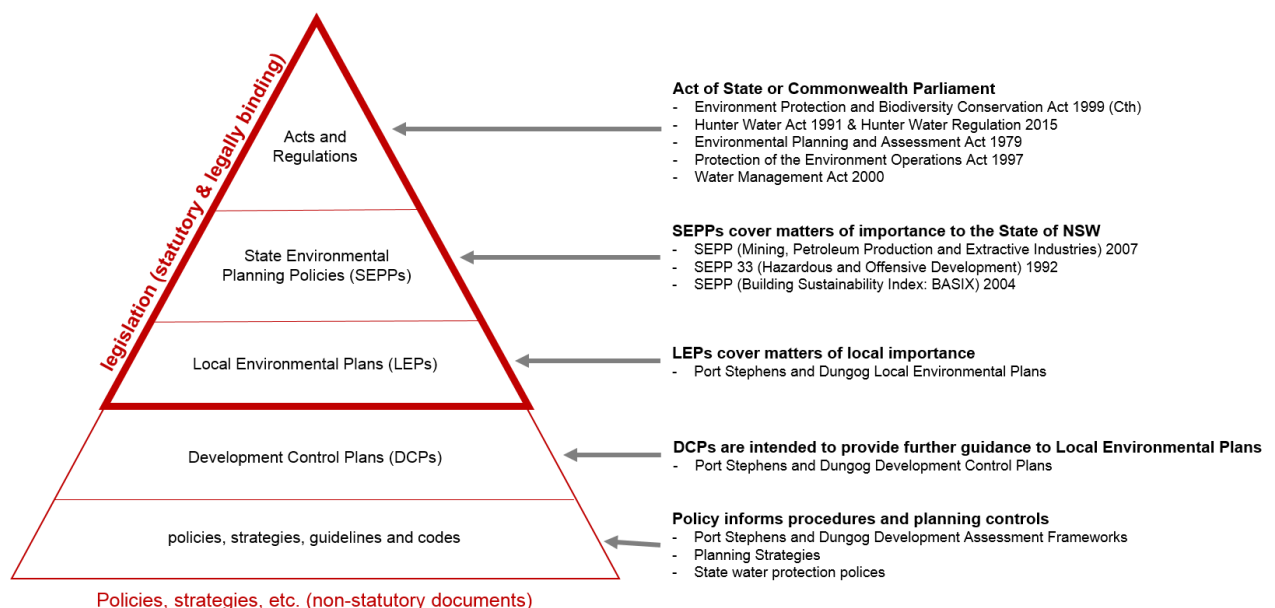 legislation (statutory & legally binding)
Acts and
Regulations
State Environmental
Planning Policies (SEPPs)
Local Environmental Plans (LEPs)
Development Control Plans (DCPs)
policies, strategies, guidelines and codes
Policies, strategies, etc. (non-statutory documents)
Act of State or Commonwealth Parliament
- Environment Protection and Biodiversity Conservation Act 1999 (Cth)
- Hunter Water Act 1991 & Hunter Water Regulation 2015
- Environmental Planning and Assessment Act 1979
- Protection of the Environment Operations Act 1997
- Water Management Act 2000
SEPPs cover matters of importance to the State of NSW
- SEPP (Mining, Petroleum Production and Extractive Industries) 2007
- SEPP 33 (Hazardous and Offensive Development) 1992
- SEPP (Building Sustainability Index: BASIX) 2004
LEPs cover matters of local importance
- Port Stephens and Dungog Local Environmental Plans
DCPs are intended to provide further guidance to Local Environmental Plans
- Port Stephens and Dungog Development Control Plans
Policy informs procedures and planning controls
- Port Stephens and Dungog Development Assessment Frameworks
- Planning Strategies
- State water protection polices